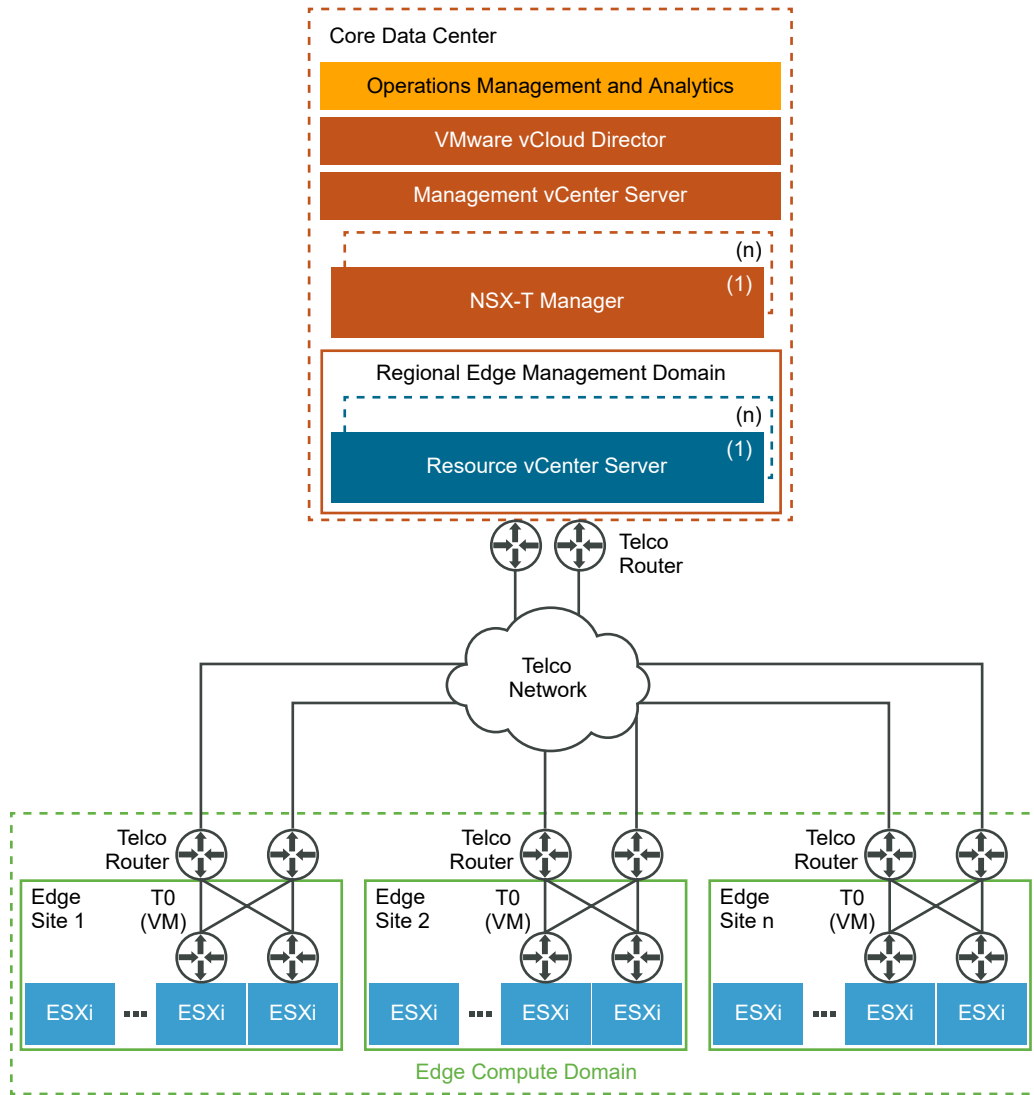 Core Data Center
Operations Management and Analytics
VMware vCloud Director
Management vCenter Server
(n)
(1)
NSX-T Manager
Regional Edge Management Domain
(n)
(1)
Resource vCenter Server
Telco
Router
Telco
Network
Telco
Router
Telco
Router
Telco
Router
Edge
Site 1
T0
(VM)
Edge
Site 2
T0
(VM)
Edge
Site n
T0
(VM)
ESXi
ESXi
ESXi
ESXi
ESXi
ESXi
ESXi
ESXi
ESXi
Edge Compute Domain